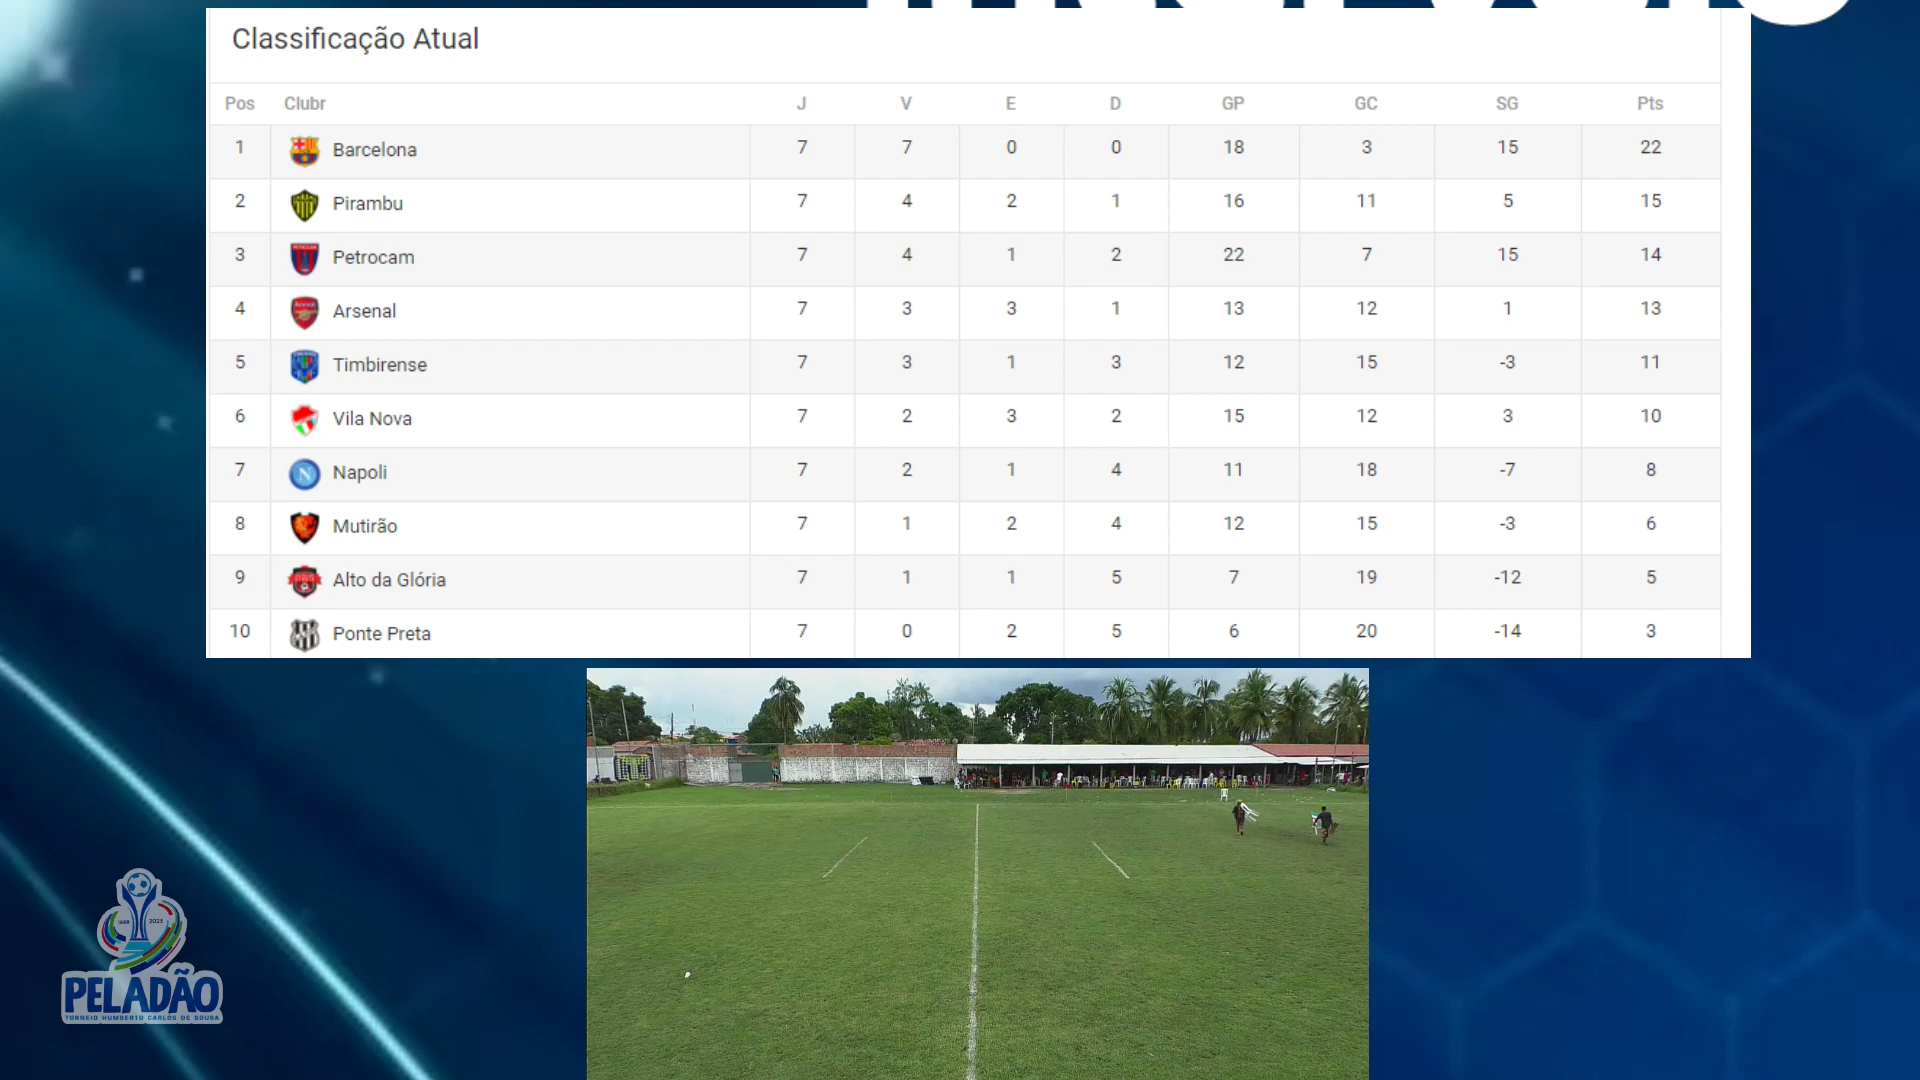 Classificação Atual
Pos Clubr J V E D GP GC SG Pts
1 Barcelona 7 7 0 0 18 3 15 22
2 Pirambu 7 4 2 1 16 11 5 15
3 Petrocam 7 4 1 2 22 7 15 14
4 Arsenal 7 3 3 1 13 12 1 13
5 Timbirense 7 3 1 3 12 15 -3 11
6 Vila Nova 7 2 3 2 15 12 3 10
7 Napoli 7 2 1 4 11 18 -7 8
8 Mutirão 7 1 2 4 12 15 -3 6
9 Alto da Glória 7 1 1 5 7 19 -12 5
10 Ponte Preta 7 0 2 5 6 20 -14 3
PELADÃO
TORNEIO HUMBERTO CARLOS DE SOUSA